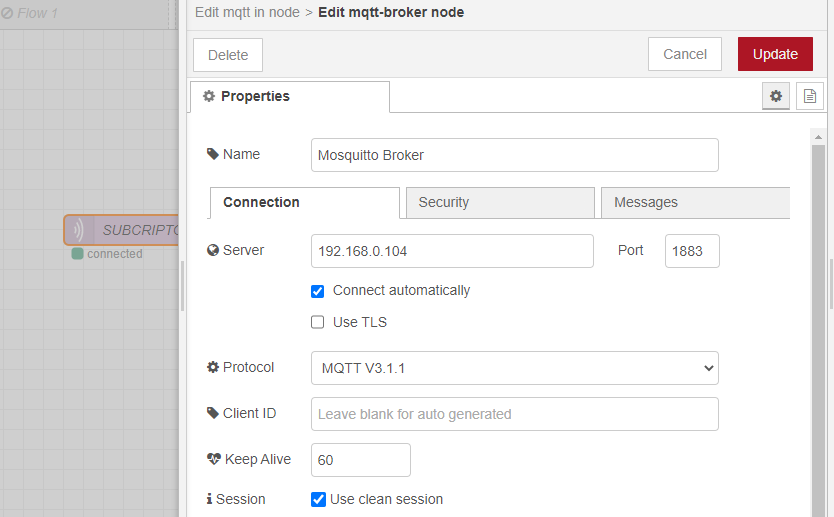 Flow 1
Edit mqtt in node > Edit mqtt-broker node
Delete
Cancel
Update
Properties
Name
Mosquitto Broker
Connection
Security
Messages
SUBCRIPTO
connected
Server
192.168.0.104
Port
1883
Connect automatically
Use TLS
Protocol
MQTT V3.1.1
Client ID
Leave blank for auto generated
Keep Alive
60
Session
Use clean session